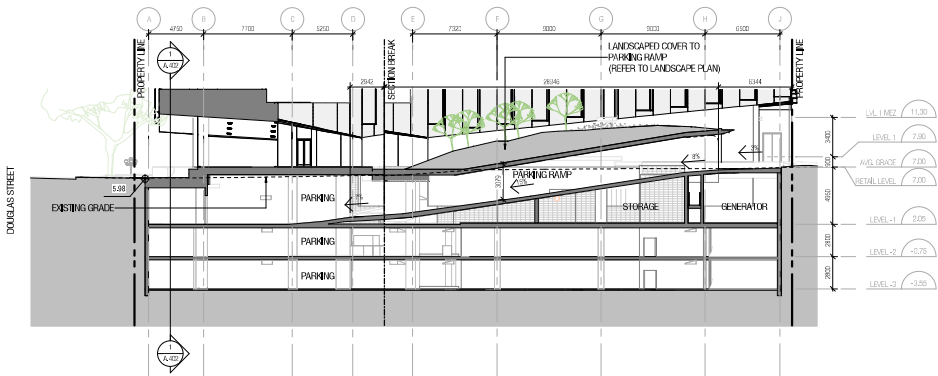 A
B
C
D
E
F
G
H
J
4750
7700
5250
7320
9000
9000
6500
PROPERTY LINE
1
A.402
SECTION BREAK
LANDSCAPED COVER TO
PARKING RAMP
(REFER TO LANDSCAPE PLAN)
PROPERTY LINE
2942
28346
6344
LVL 1 MEZ 11.30
3400
LEVEL 1 7.90
AVG. GRADE 7.00
RETAIL LEVEL 7.00
8%
PARKING RAMP
15%
3079
5.98
EXISTING GRADE
PARKING
STORAGE
GENERATOR
4950
DOUGLAS STREET
LEVEL -1 2.05
PARKING
2800
LEVEL -2 -0.75
PARKING
2800
LEVEL -3 -3.55
1
A.402